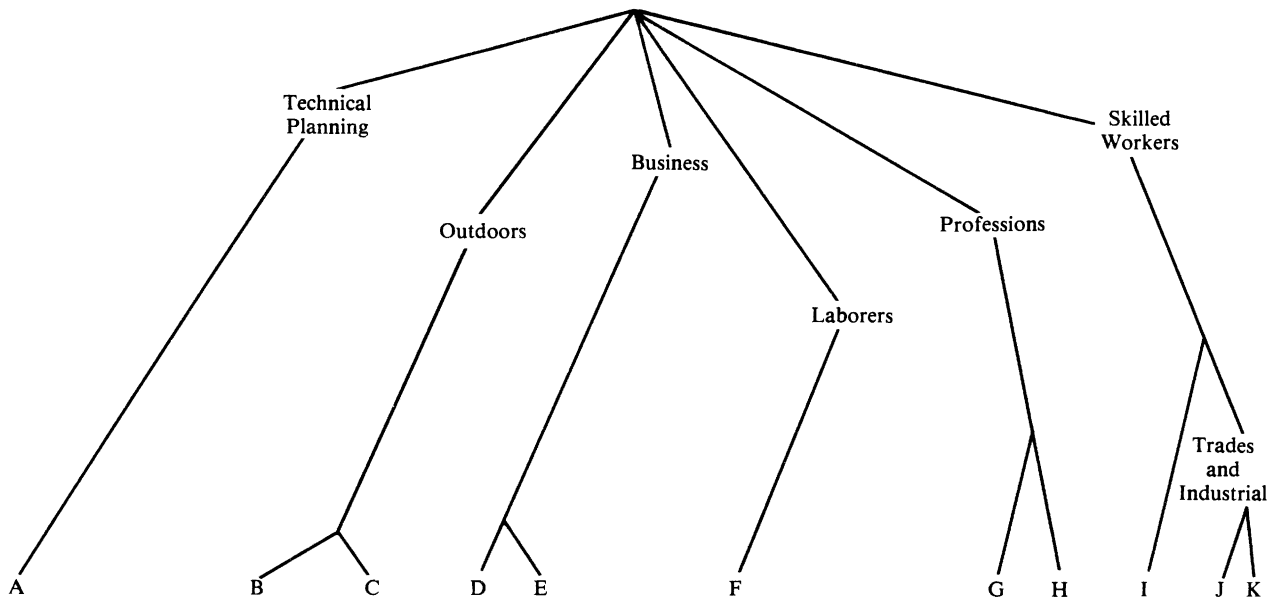 Technical
Planning
Skilled
Workers
Business
Outdoors
Professions
Laborers
Trades
and
Industrial
A B C D E F G H I J K